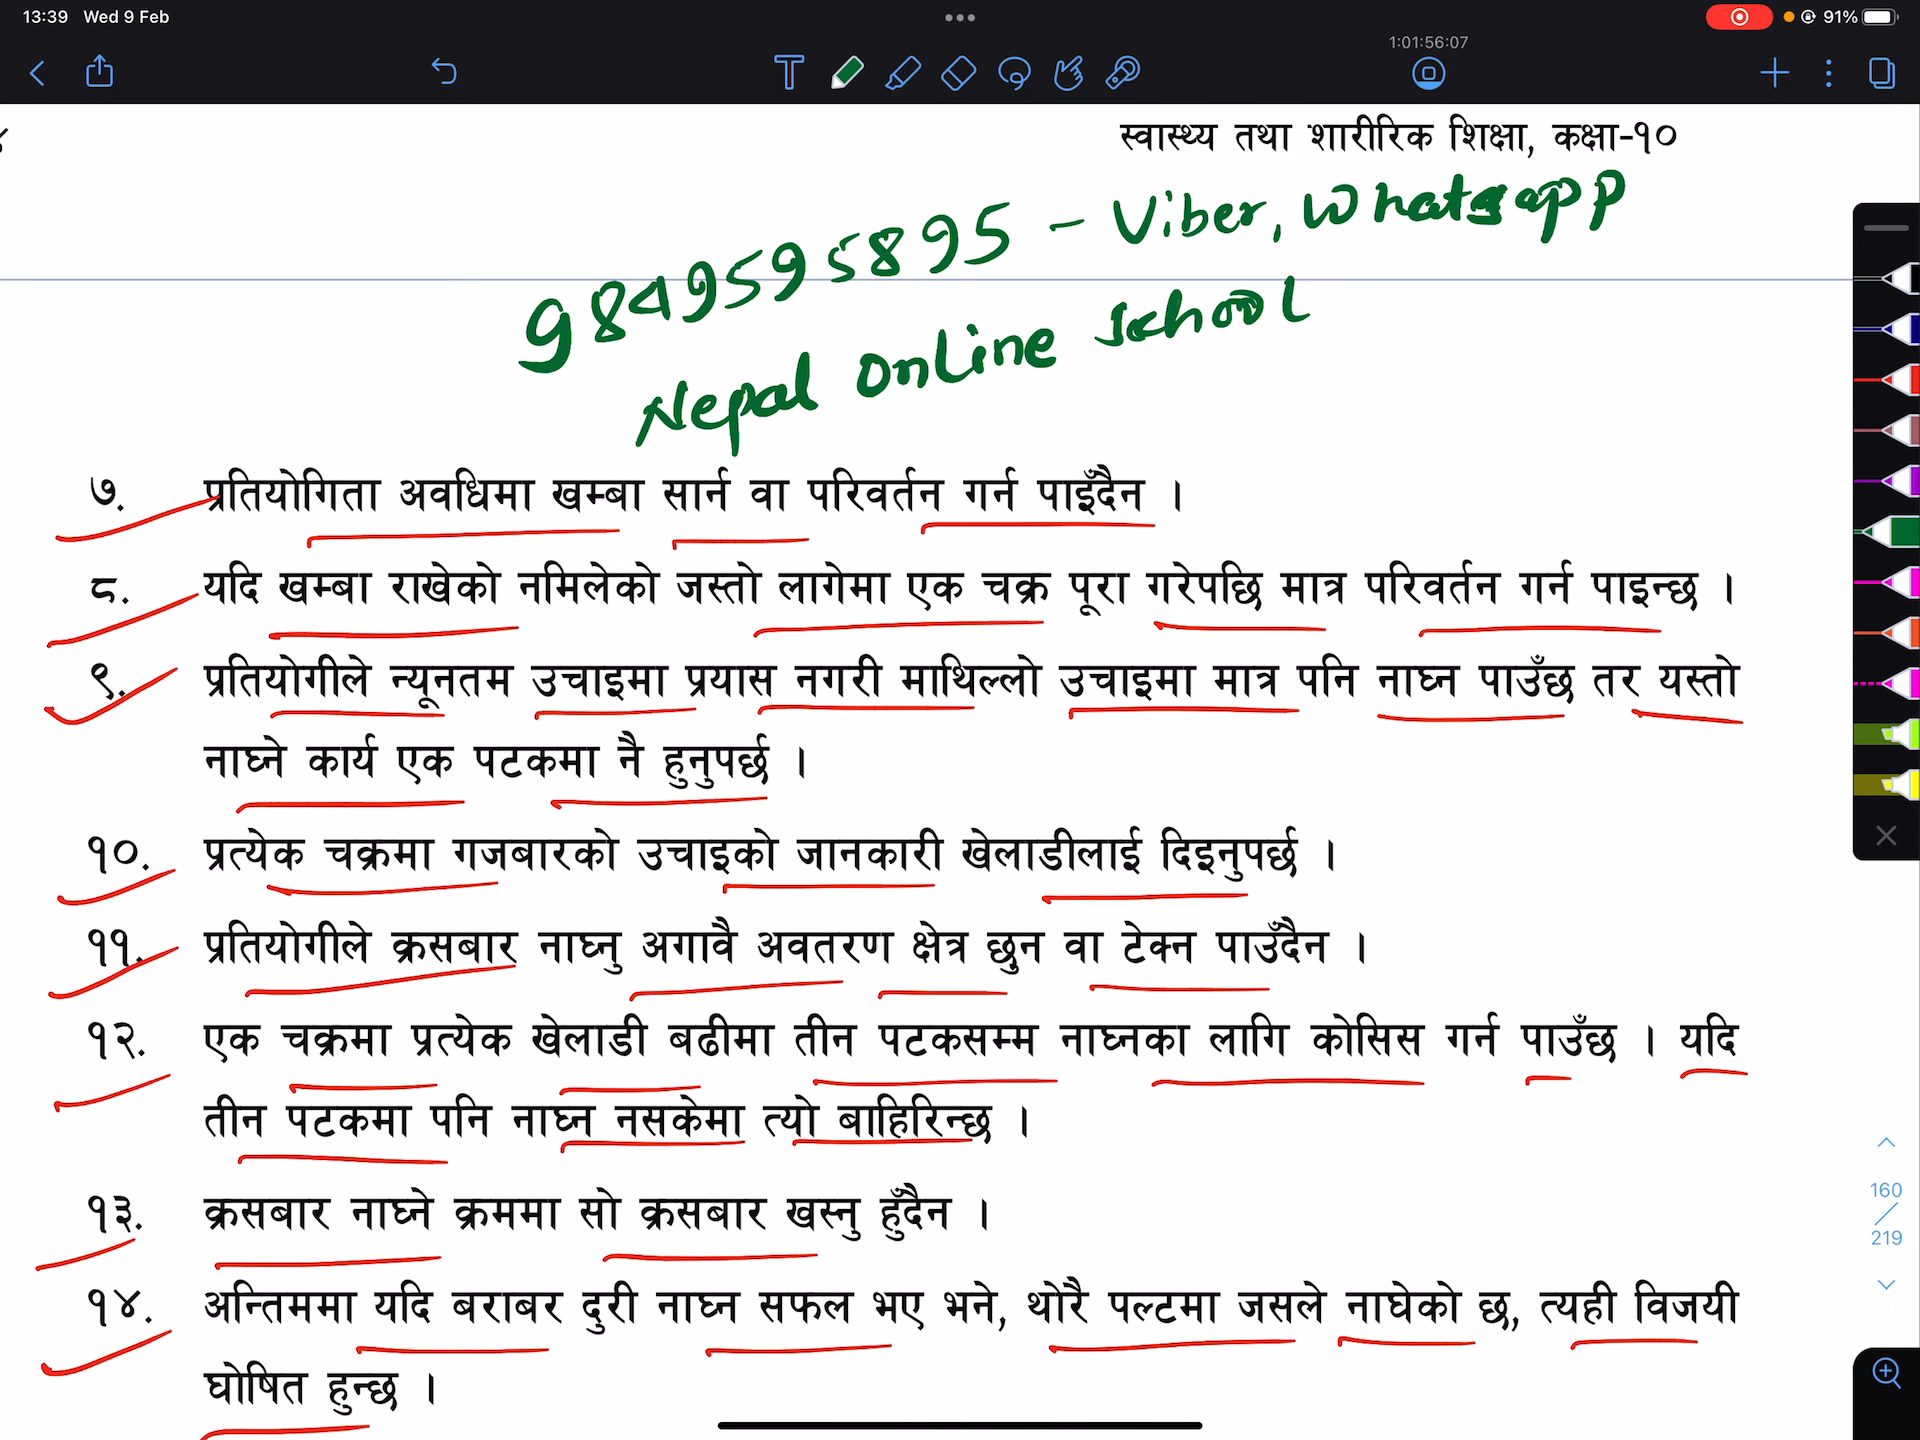 13:39 Wed 9 Feb
91%
1:01:56:07
स्वास्थ्य तथा शारीरिक शिक्षा, कक्षा-१०
9849595895 - Viber, Whatsapp
Nepal Online School
७. प्रतियोगिता अवधिमा खम्बा सार्न वा परिवर्तन गर्न पाइँदैन ।
८. यदि खम्बा राखेको नमिलेको जस्तो लागेमा एक चक्र पूरा गरेपछि मात्र परिवर्तन गर्न पाइन्छ ।
९. प्रतियोगीले न्यूनतम उचाइमा प्रयास नगरी माथिल्लो उचाइमा मात्र पनि नाघ्न पाउँछ तर यस्तो
नाघ्ने कार्य एक पटकमा नै हुनुपर्छ ।
१०. प्रत्येक चक्रमा गजबारको उचाइको जानकारी खेलाडीलाई दिइनुपर्छ ।
११. प्रतियोगीले क्रसबार नाघ्नु अगावै अवतरण क्षेत्र छुन वा टेक्न पाउँदैन ।
१२. एक चक्रमा प्रत्येक खेलाडी बढीमा तीन पटकसम्म नाघ्नका लागि कोसिस गर्न पाउँछ । यदि
तीन पटकमा पनि नाघ्न नसकेमा त्यो बाहिरिन्छ ।
160
219
१३. क्रसबार नाघ्ने क्रममा सो क्रसबार खस्नु हुँदैन ।
१४. अन्तिममा यदि बराबर दुरी नाघ्न सफल भए भने, थोरै पल्टमा जसले नाघेको छ, त्यही विजयी
घोषित हुन्छ ।